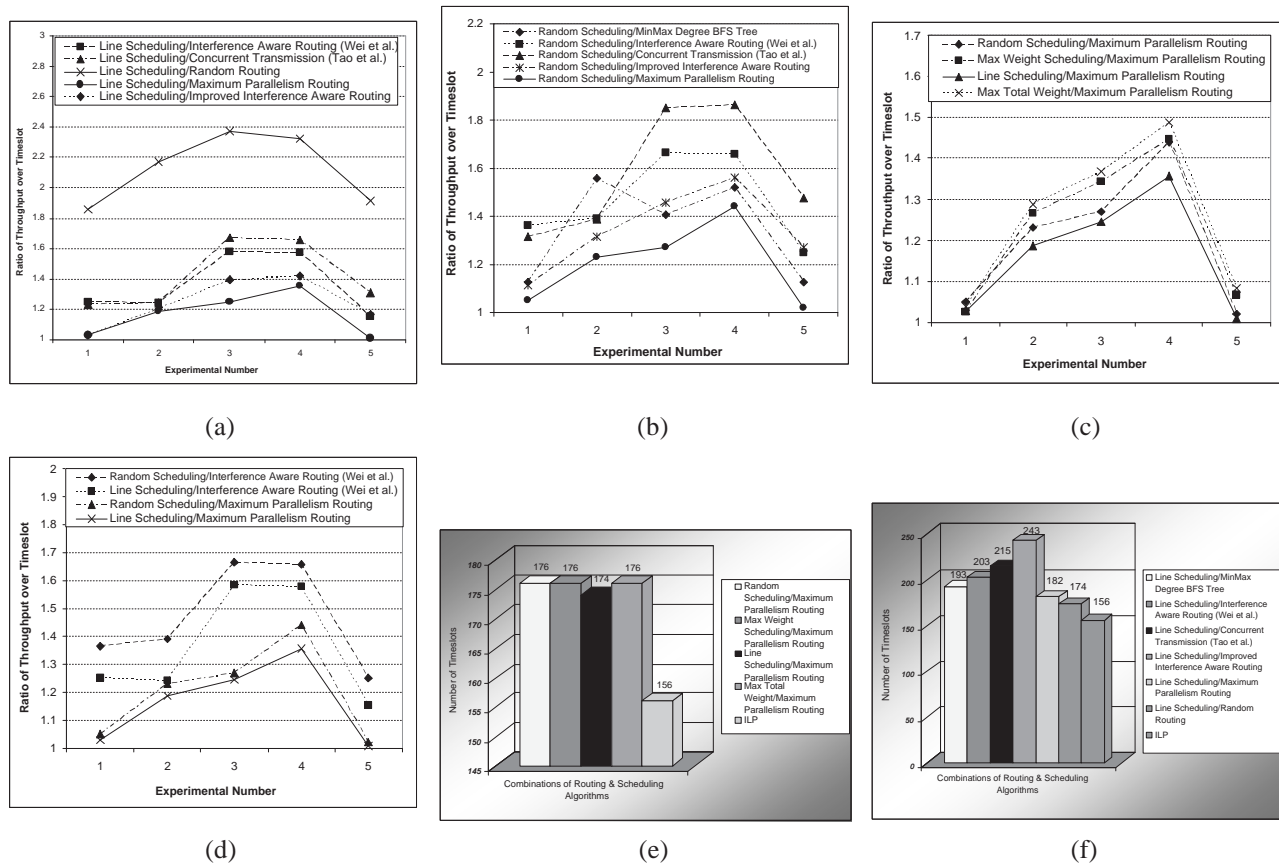 3
2.8
2.6
2.4
2.2
2
1.8
1.6
1.4
1.2
1
Ratio of Throughput over Timeslot
Line Scheduling/Interference Aware Routing (Wei et al.)
Line Scheduling/Concurrent Transmission (Tao et al.)
Line Scheduling/Random Routing
Line Scheduling/Maximum Parallelism Routing
Line Scheduling/Improved Interference Aware Routing
1 2 3 4 5
Experimental Number
(a)
2.2
2
1.8
1.6
1.4
1.2
1
Ratio of Throughput over Timeslot
Random Scheduling/MinMax Degree BFS Tree
Random Scheduling/Interference Aware Routing (Wei et al.)
Random Scheduling/Concurrent Transmission (Tao et al.)
Random Scheduling/Improved Interference Aware Routing
Random Scheduling/Maximum Parallelism Routing
1 2 3 4 5
Experimental Number
(b)
1.7
1.6
1.5
1.4
1.3
1.2
1.1
1
Ratio of Throuthput over Timeslot
Random Scheduling/Maximum Parallelism Routing
Max Weight Scheduling/Maximum Parallelism Routing
Line Scheduling/Maximum Parallelism Routing
Max Total Weight/Maximum Parallelism Routing
1 2 3 4 5
Experimental Number
(c)
2
1.9
1.8
1.7
1.6
1.5
1.4
1.3
1.2
1.1
1
Ratio of Throughput over Timeslot
Random Scheduling/Interference Aware Routing (Wei et al.)
Line Scheduling/Interference Aware Routing (Wei et al.)
Random Scheduling/Maximum Parallelism Routing
Line Scheduling/Maximum Parallelism Routing
1 2 3 4 5
Experimental Number
(d)
180
175
170
165
160
155
150
145
Number of Timeslots
176 176 174 176 156
Combinations of Routing & Scheduling
Algorithms
Random
Scheduling/Maximum
Parallelism Routing
Max Weight
Scheduling/Maximum
Parallelism Routing
Line
Scheduling/Maximum
Parallelism Routing
Max Total
Weight/Maximum
Parallelism Routing
ILP
(e)
250
200
150
100
50
0
Number of Timeslots
193 203 215 243 182 174 156
Combinations of Routing & Scheduling
Algorithms
Line Scheduling/MinMax
Degree BFS Tree
Line Scheduling/Interference
Aware Routing (Wei et al.)
Line Scheduling/Concurrent
Transmission (Tao et al.)
Line Scheduling/Improved
Interference Aware Routing
Line Scheduling/Maximum
Parallelism Routing
Line Scheduling/Random
Routing
ILP
(f)